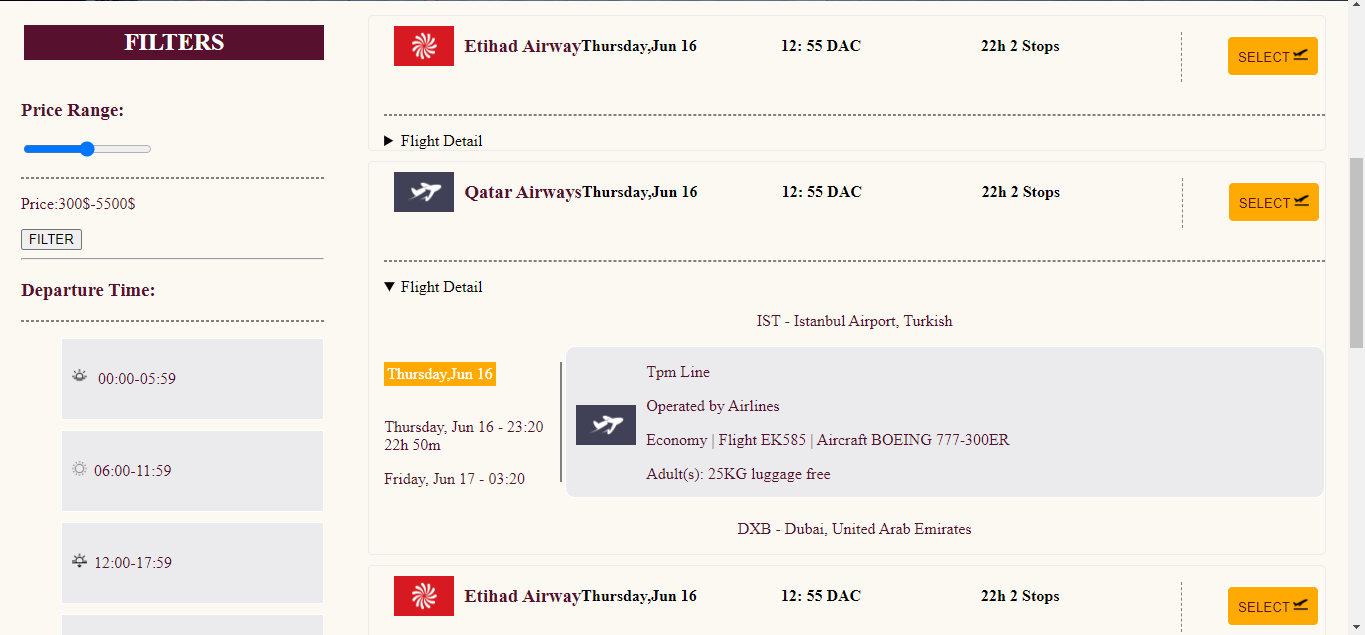 FILTERS
Price Range:
Price:300$-5500$
FILTER
Departure Time:
00:00-05:59
06:00-11:59
12:00-17:59
Etihad AirwayThursday,Jun 16 12: 55 DAC 22h 2 Stops SELECT
Flight Detail
Qatar AirwaysThursday,Jun 16 12: 55 DAC 22h 2 Stops SELECT
Flight Detail
IST - Istanbul Airport, Turkish
Thursday,Jun 16
Thursday, Jun 16 - 23:20
22h 50m
Friday, Jun 17 - 03:20
Tpm Line
Operated by Airlines
Economy | Flight EK585 | Aircraft BOEING 777-300ER
Adult(s): 25KG luggage free
DXB - Dubai, United Arab Emirates
Etihad AirwayThursday,Jun 16 12: 55 DAC 22h 2 Stops SELECT